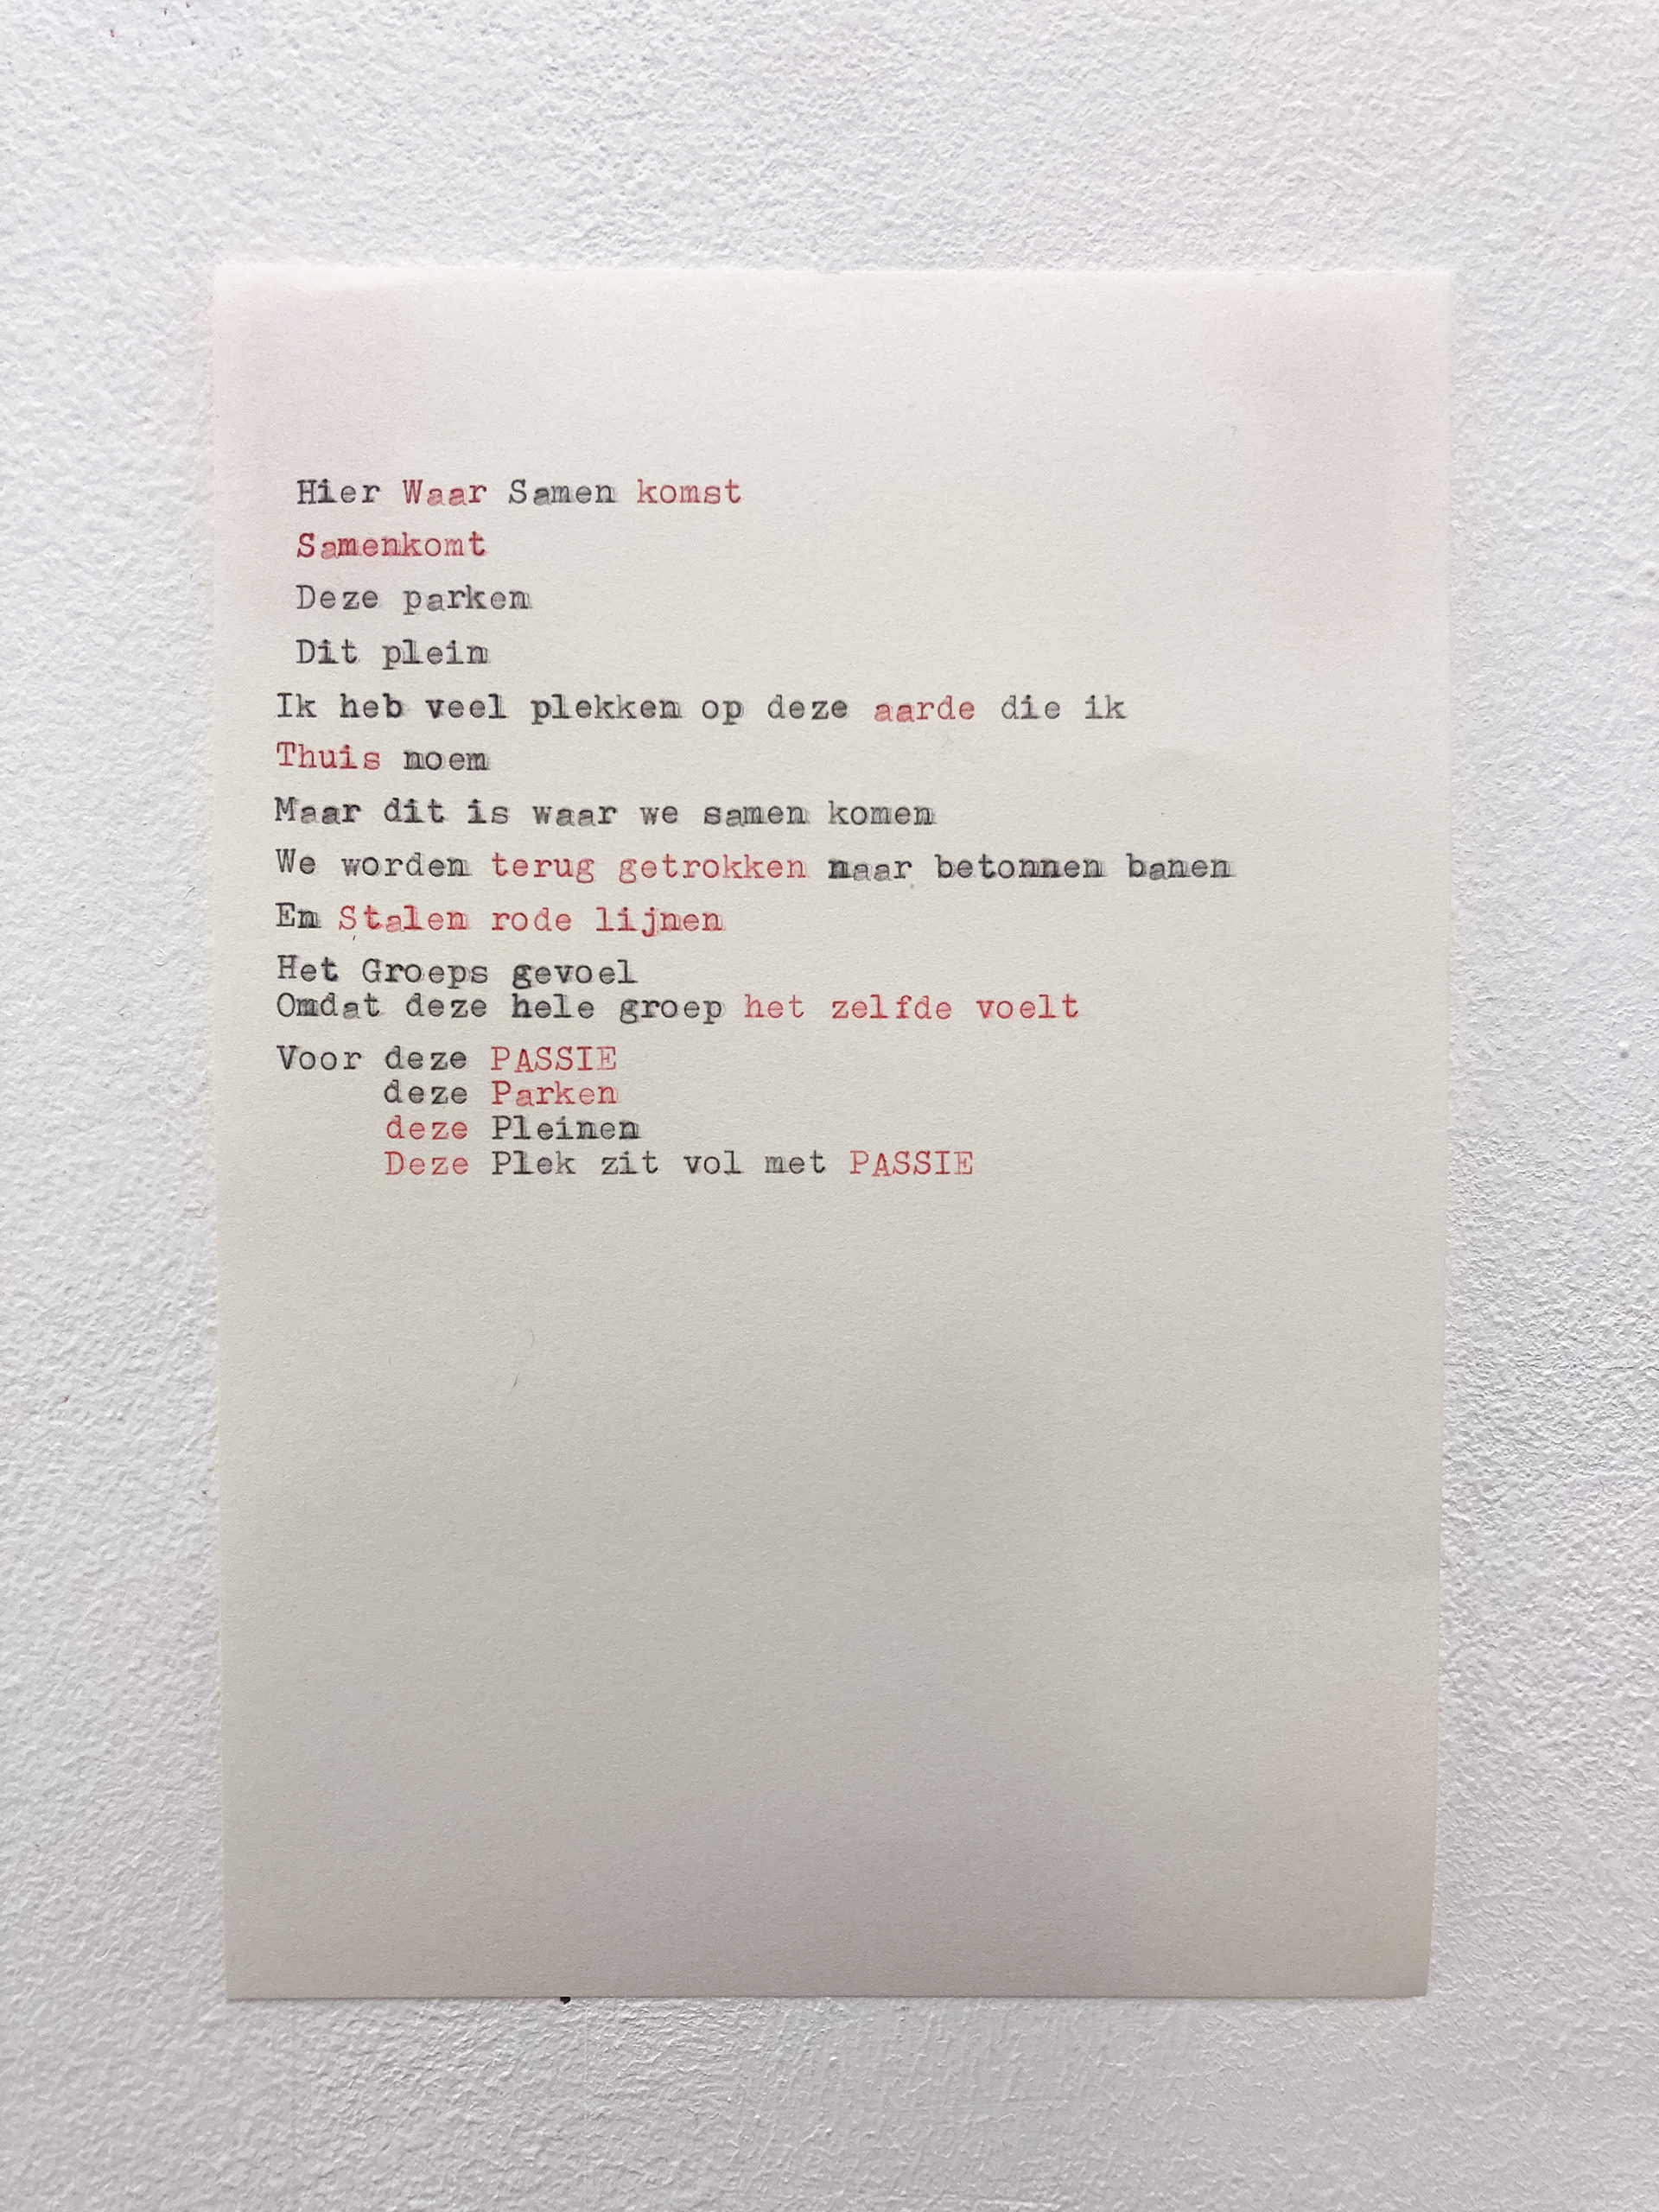 Hier Waar Samen komst
Samenkomt
Deze parken
Dit plein
Ik heb veel plekken op deze aarde die ik
Thuis noem
Maar dit is waar we samen komen
We worden terug getrokken naar betonnen banen
En Stalen rode lijnen
Het Groeps gevoel
Omdat deze hele groep het zelfde voelt
Voor deze PASSIE
deze Parken
deze Pleinen
Deze Plek zit vol met PASSIE